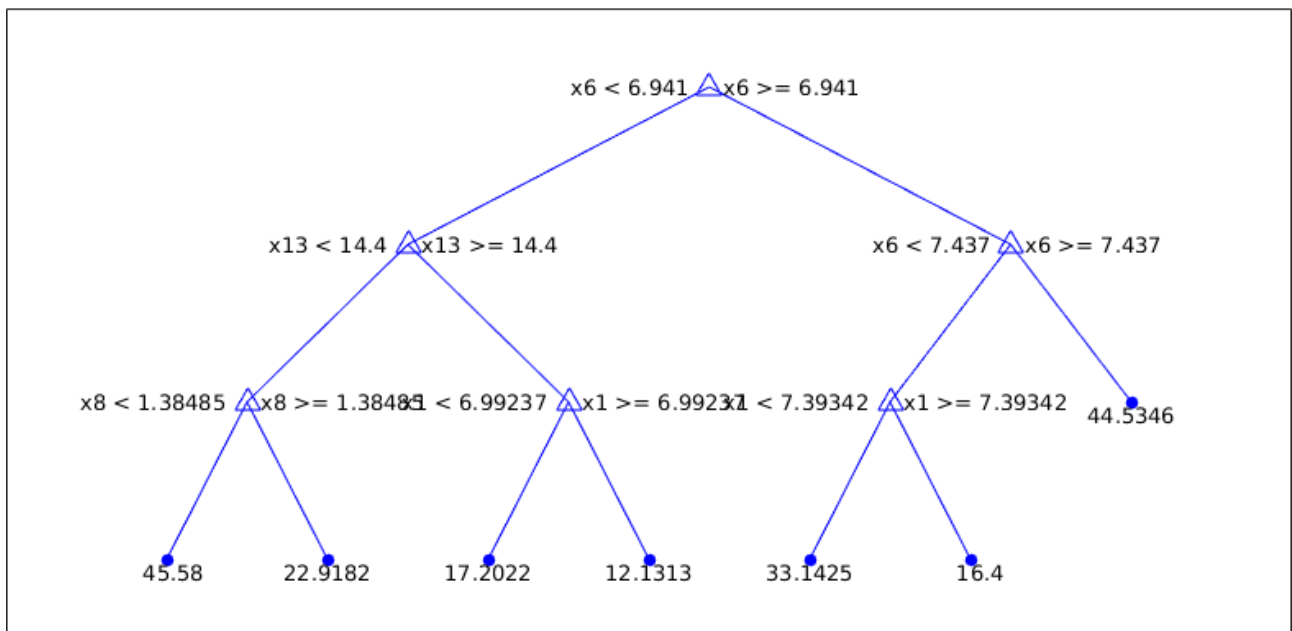 x6 < 6.941 x6 >= 6.941
x13 < 14.4 x13 >= 14.4 x6 < 7.437 x6 >= 7.437
x8 < 1.38485 x8 >= 1.38485 x1 < 6.99237 x1 >= 6.99237 x1 < 7.39342 x1 >= 7.39342
44.5346
45.58 22.9182 17.2022 12.1313 33.1425 16.4